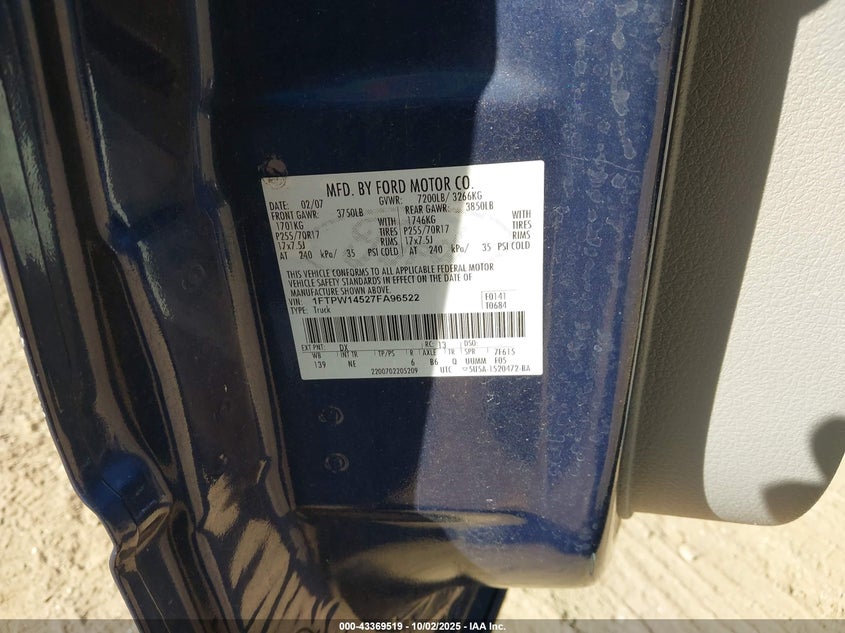 MFD. BY FORD MOTOR CO.
DATE: 02/07 GVWR: 7200LB/ 3266KG
FRONT GAWR: 3750LB REAR GAWR: 3850LB
1701KG WITH 1746KG WITH
P255/70R17 TIRES P255/70R17 TIRES
17x7.5J RIMS 17x7.5J RIMS
AT 240 kPa/ 35 PSI COLD AT 240 kPa/ 35 PSI COLD
THIS VEHICLE CONFORMS TO ALL APPLICABLE FEDERAL MOTOR
VEHICLE SAFETY STANDARDS IN EFFECT ON THE DATE OF
MANUFACTURE SHOWN ABOVE.
VIN: 1FTPW14527FA96522 F0141
TYPE: Truck T0684
EXT PNT: DX RC: 13 DSO:
WB INT TR TP/PS R AXLE TR SPR 7F615
139 NE 6 B6 Q UUMM F05
2200702205209 UTC 5U5A-1520472-BA
000-43369519 - 10/02/2025 - IAA Inc.